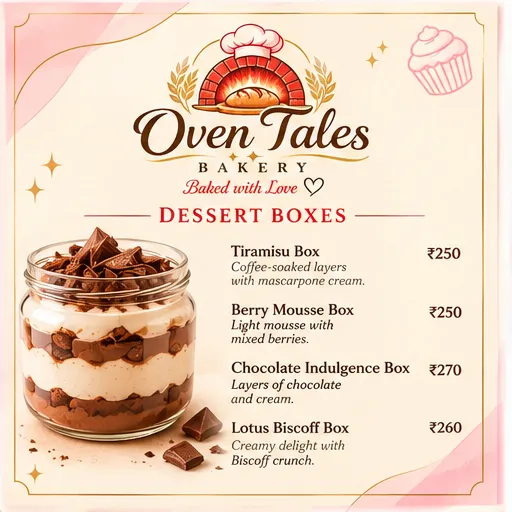 Oven Tales
BAKERY
Baked with Love
DESSERT BOXES
Tiramisu Box ₹250
Coffee-soaked layers
with mascarpone cream.
Berry Mousse Box ₹250
Light mousse with
mixed berries.
Chocolate Indulgence Box ₹270
Layers of chocolate
and cream.
Lotus Biscoff Box ₹260
Creamy delight with
Biscoff crunch.